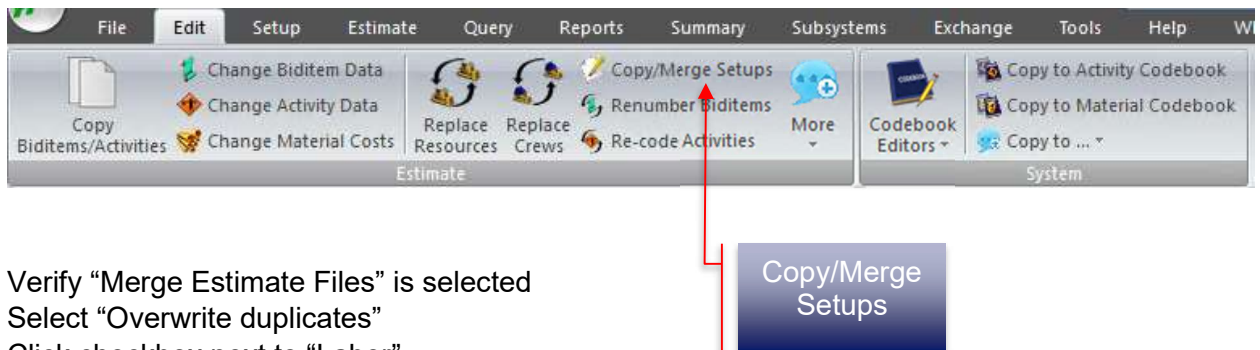 File Edit Setup Estimate Query Reports Summary Subsystems Exchange Tools Help
Copy
Biditems/Activities
Change Biditem Data
Change Activity Data
Change Material Costs
Replace
Resources
Replace
Crews
Copy/Merge Setups
Renumber Biditems
Re-code Activities
More
Estimate
Codebook
Editors
Copy to Activity Codebook
Copy to Material Codebook
Copy to ...
System
Copy/Merge
Setups
Verify “Merge Estimate Files” is selected
Select “Overwrite duplicates”